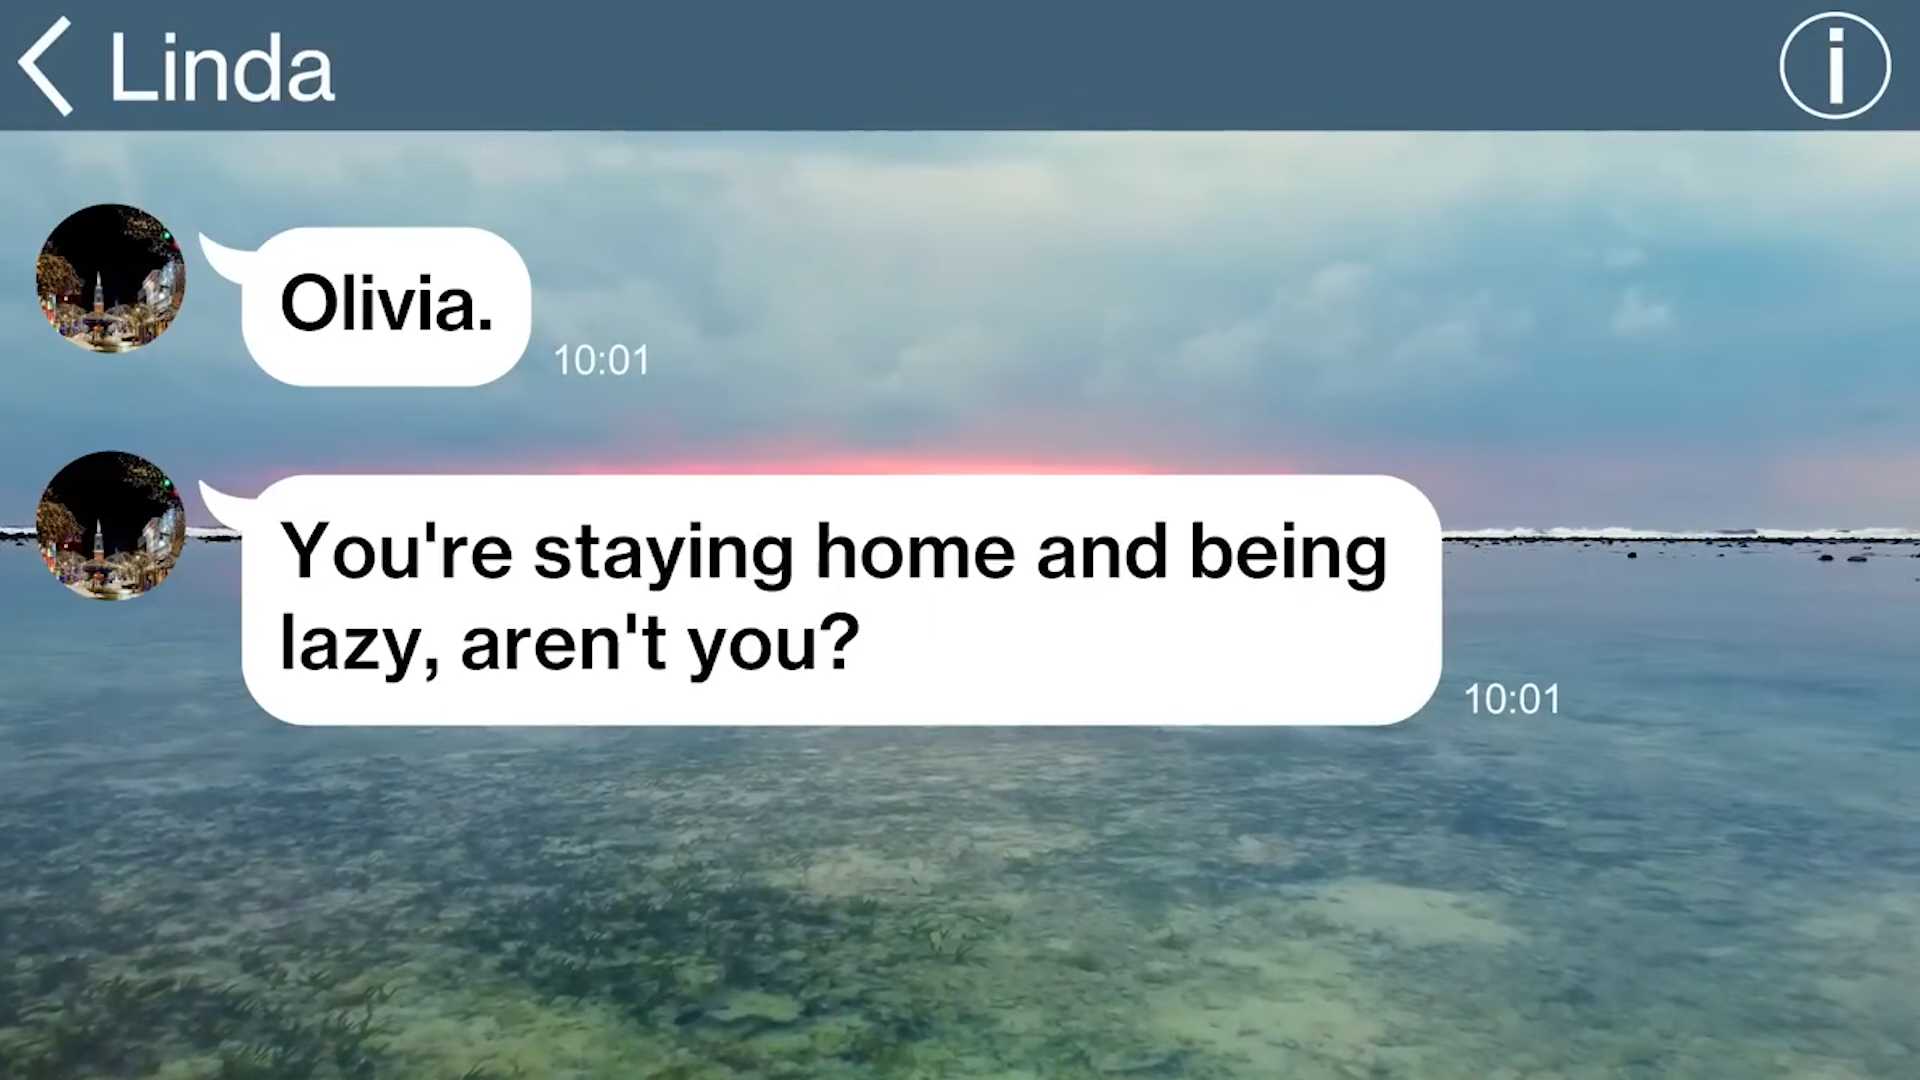 Linda
Olivia.
10:01
You're staying home and being
lazy, aren't you?
10:01